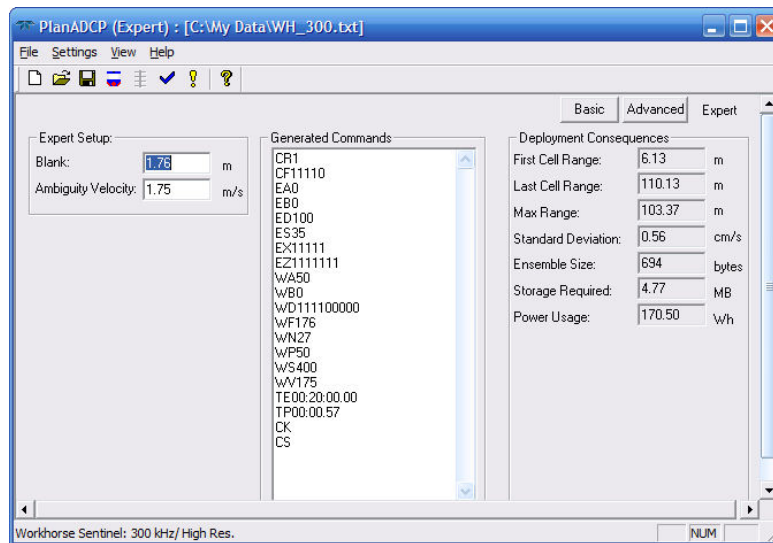 PlanADCP (Expert) : [C:\My Data\WH_300.txt]
File Settings View Help
Basic Advanced Expert
Expert Setup:
Blank: 1.76 m
Ambiguity Velocity: 1.75 m/s
Generated Commands
CR1
CF11110
EA0
EB0
ED100
ES35
EX11111
EZ1111111
WA50
WB0
WD111100000
WF176
WN27
WP50
WS400
WV175
TE00:20:00.00
TP00:00.57
CK
CS
Deployment Consequences
First Cell Range: 6.13 m
Last Cell Range: 110.13 m
Max Range: 103.37 m
Standard Deviation: 0.56 cm/s
Ensemble Size: 694 bytes
Storage Required: 4.77 MB
Power Usage: 170.50 Wh
Workhorse Sentinel: 300 kHz/ High Res. NUM